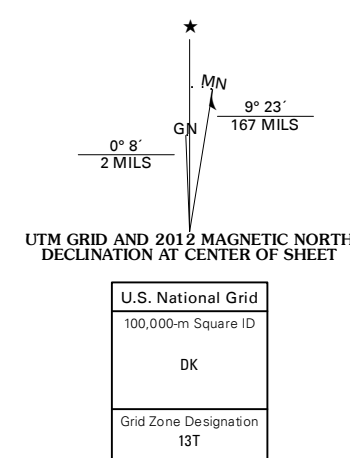 ★
MN
9° 23´
167 MILS
GN
0° 8´
2 MILS
UTM GRID AND 2012 MAGNETIC NORTH
DECLINATION AT CENTER OF SHEET
U.S. National Grid
100,000-m Square ID
DK
Grid Zone Designation
13T